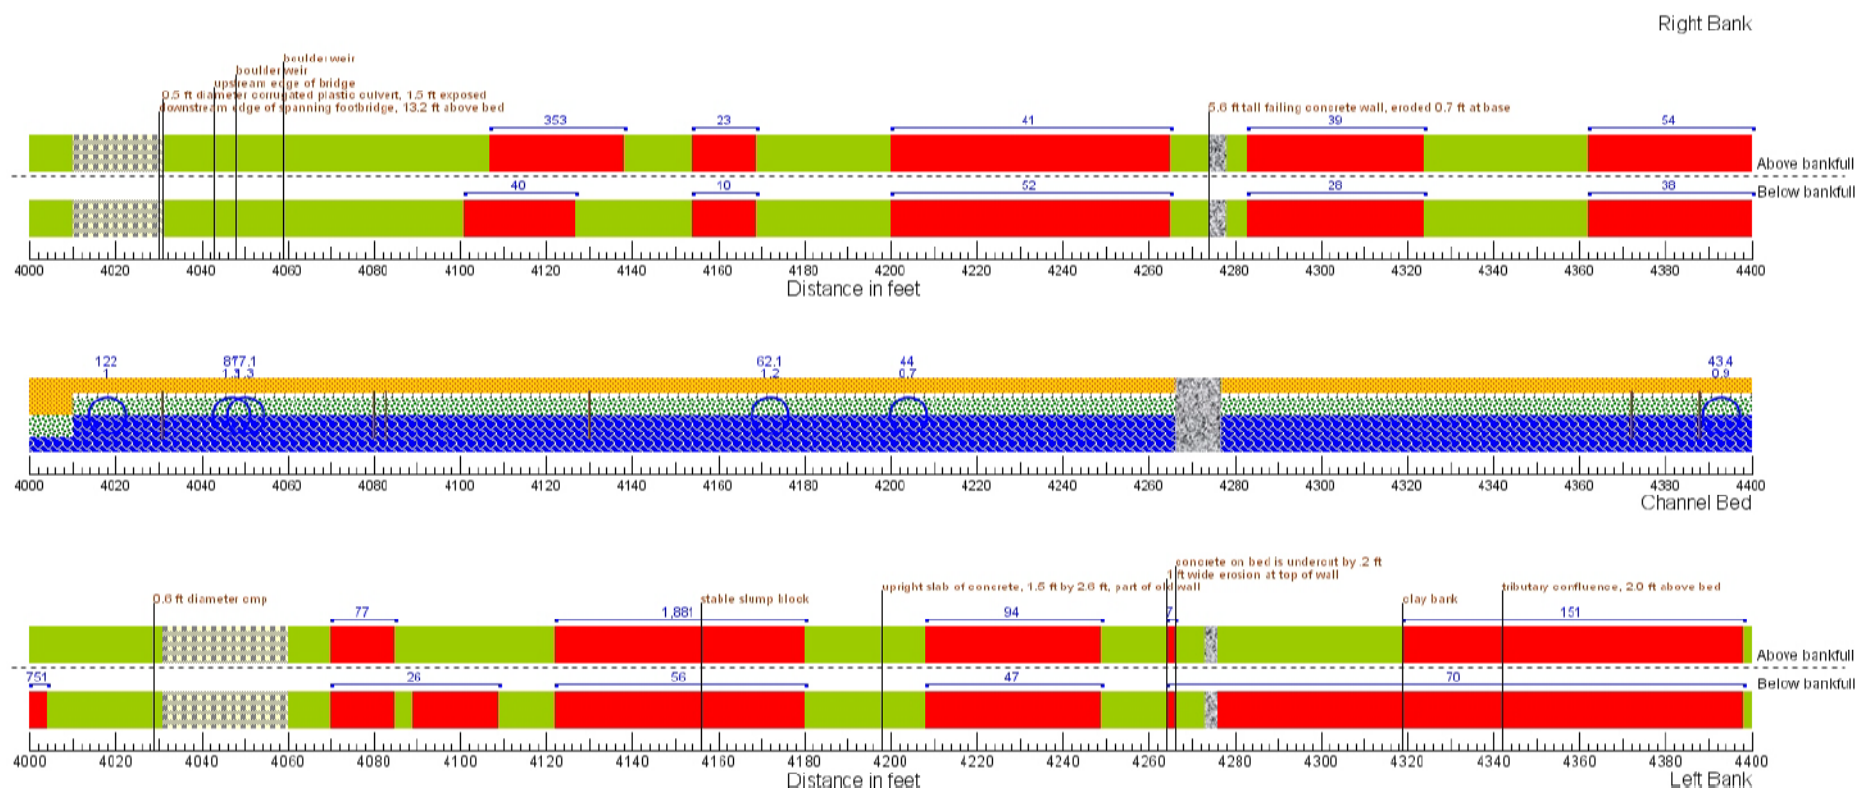 Right Bank
boulder weir
boulder weir
upstream edge of bridge
0.5 ft diameter corrugated plastic culvert, 1.5 ft exposed
downstream edge of spanning footbridge, 13.2 ft above bed
5.6 ft tall failing concrete wall, eroded 0.7 ft at base
353 23 41 39 54
Above bankfull
Below bankfull
40 10 52 28 38
4000 4020 4040 4060 4080 4100 4120 4140 4160 4180 4200 4220 4240 4260 4280 4300 4320 4340 4360 4380 4400
Distance in feet
122 62.1 44 43.4
1 1.2 0.7 0.9
4000 4020 4040 4060 4080 4100 4120 4140 4160 4180 4200 4220 4240 4260 4280 4300 4320 4340 4360 4380 4400
Channel Bed
concrete on bed is undercut by .2 ft
1 ft wide erosion at top of wall
upright slab of concrete, 1.5 ft by 2.6 ft, part of old wall
tributary confluence, 2.0 ft above bed
0.6 ft diameter cmp
stable slump block
clay bank
77 1,881 94 7 151
Above bankfull
751 26 56 47 70
Below bankfull
4000 4020 4040 4060 4080 4100 4120 4140 4160 4180 4200 4220 4240 4260 4280 4300 4320 4340 4360 4380 4400
Distance in feet
Left Bank